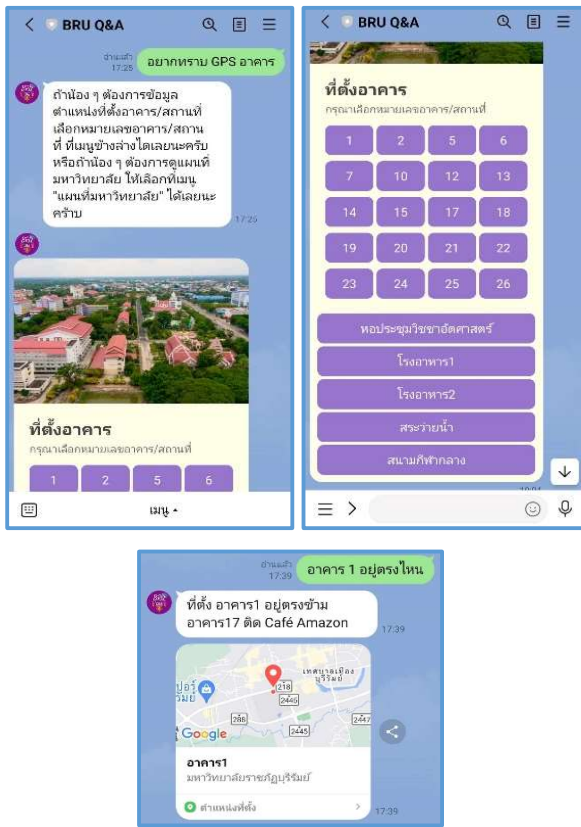 BRU Q&A
อ่านแล้ว
17:25
อยากทราบ GPS อาคาร
ถ้าน้อง ๆ ต้องการข้อมูล
ตำแหน่งที่ตั้งอาคาร/สถานที่
เลือกหมายเลขอาคาร/สถาน
ที่ ที่เมนูข้างล่างได้เลยนะครับ
หรือถ้าน้อง ๆ ต้องการดูแผนที่
มหาวิทยาลัย ให้เลือกที่เมนู
"แผนที่มหาวิทยาลัย" ได้เลยนะ
คร้าบ
17:25
ที่ตั้งอาคาร
กรุณาเลือกหมายเลขอาคาร/สถานที่
1 2 5 6
เมนู
BRU Q&A
ที่ตั้งอาคาร
กรุณาเลือกหมายเลขอาคาร/สถานที่
1 2 5 6
7 10 12 13
14 15 17 18
19 20 21 22
23 24 25 26
หอประชุมวิชชาอัตศาสตร์
โรงอาหาร1
โรงอาหาร2
สระว่ายน้ำ
สนามกีฬากลาง
อ่านแล้ว
17:39
อาคาร 1 อยู่ตรงไหน
ที่ตั้ง อาคาร1 อยู่ตรงข้าม
อาคาร17 ติด Café Amazon
17:39
เทศบาลเมือง
บุรีรัมย์
218
2445
288
2445
2447
Google
อาคาร1
มหาวิทยาลัยราชภัฏบุรีรัมย์
ตำแหน่งที่ตั้ง
17:39